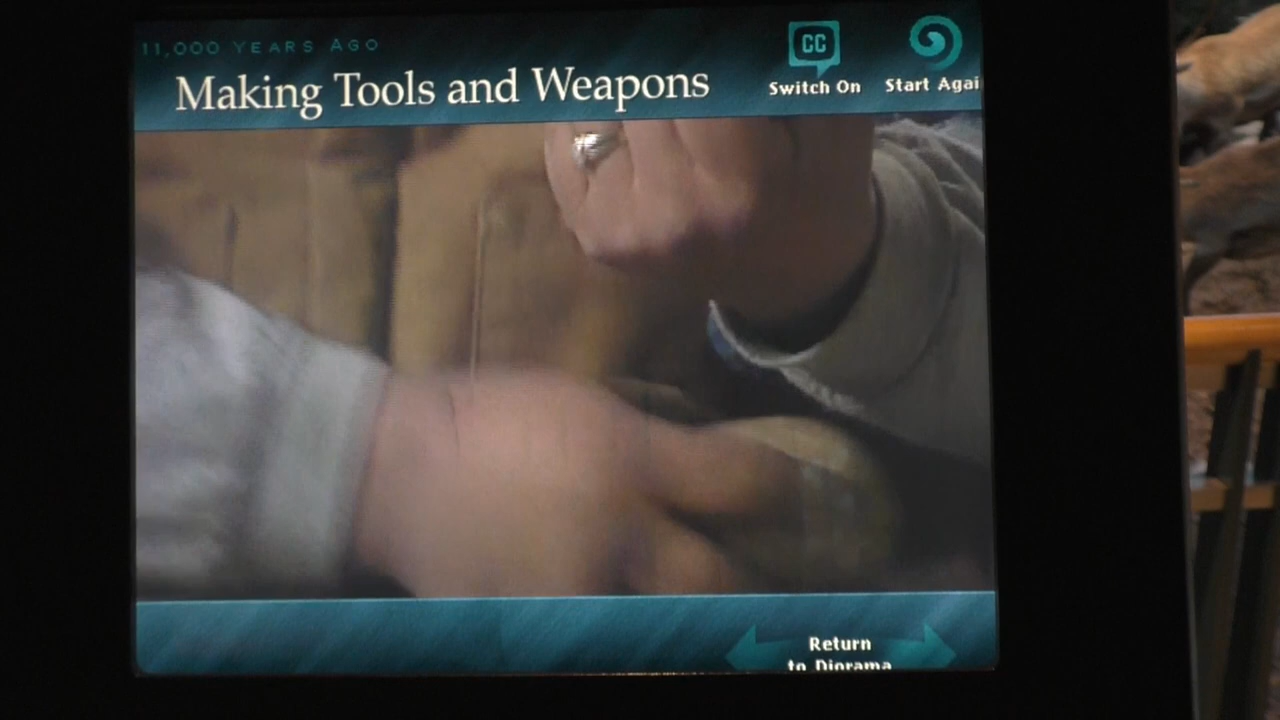 11,000 YEARS AGO
Making Tools and Weapons
CC
Switch On
Start Agai
Return
to Diorama